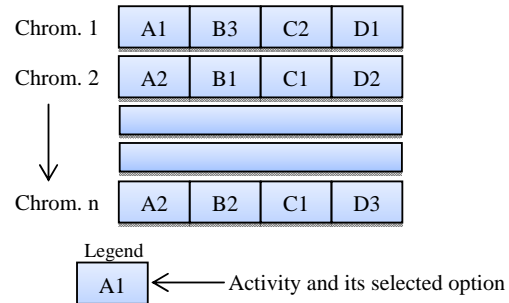 Chrom. 1 A1 B3 C2 D1
Chrom. 2 A2 B1 C1 D2
Chrom. n A2 B2 C1 D3
Legend
A1 Activity and its selected option